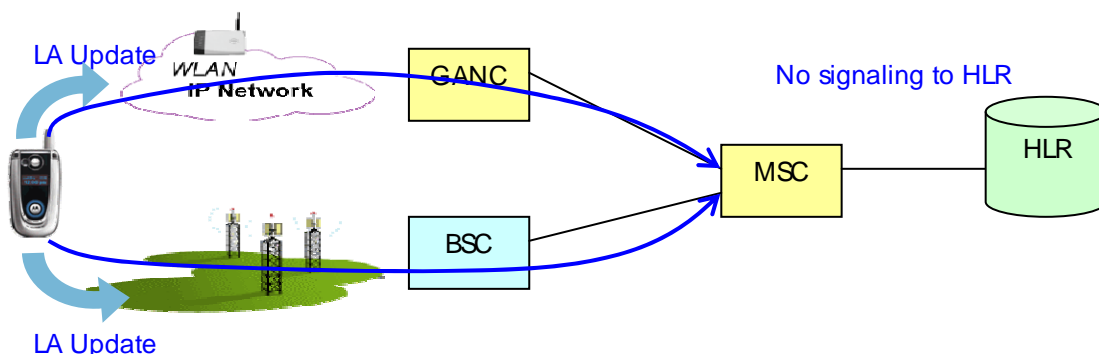 LA Update
WLAN
IP Network
GANC
No signaling to HLR
MSC
HLR
BSC
LA Update